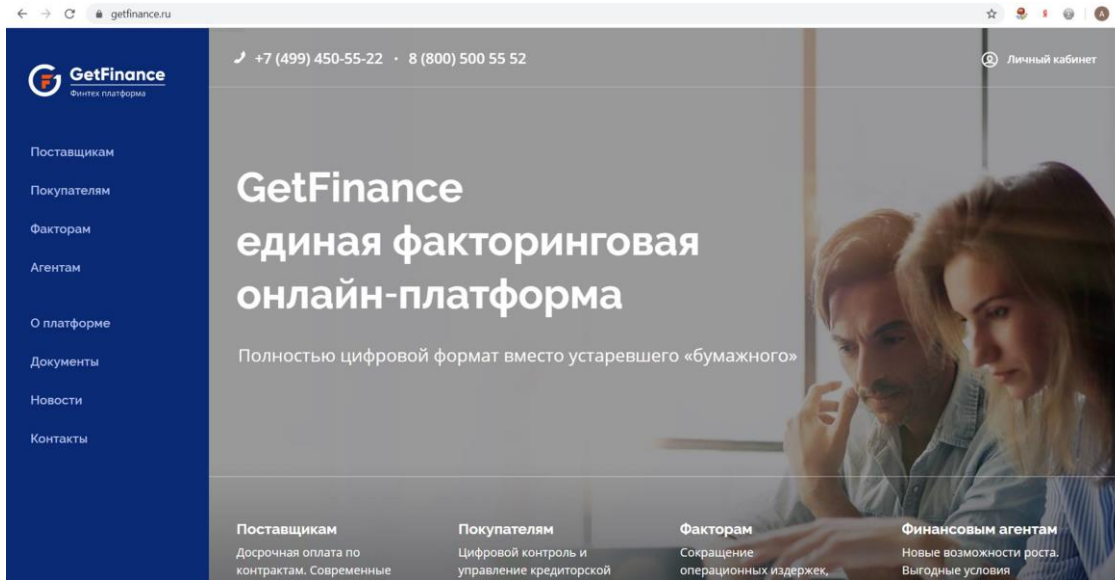 getfinance.ru
GetFinance
Финтех платформа
Поставщикам
Покупателям
Факторам
Агентам
О платформе
Документы
Новости
Контакты
+7 (499) 450-55-22 · 8 (800) 500 55 52
Личный кабинет
GetFinance
единая факторинговая
онлайн-платформа
Полностью цифровой формат вместо устаревшего «бумажного»
Поставщикам
Досрочная оплата по
контрактам. Современные
Покупателям
Цифровой контроль и
управление кредиторской
Факторам
Сокращение
операционных издержек,
Финансовым агентам
Новые возможности роста.
Выгодные условия